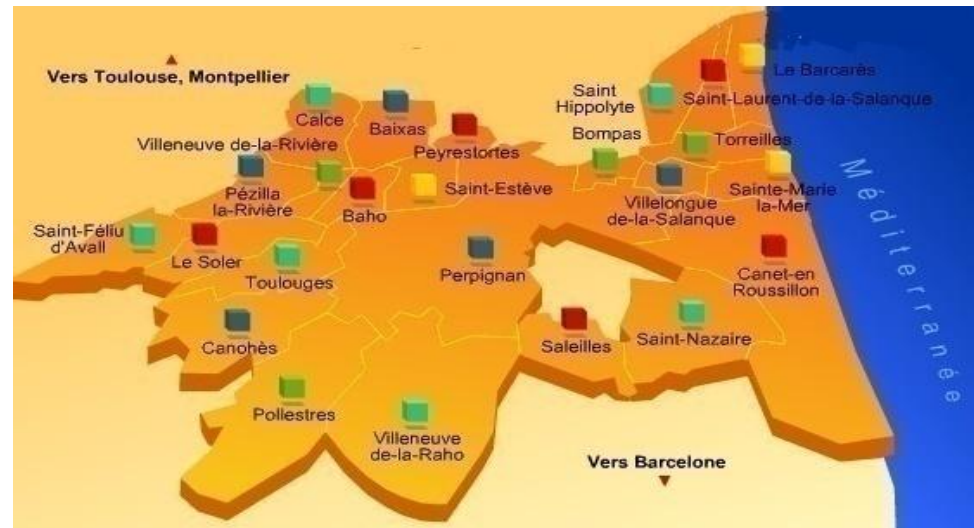 Vers Toulouse, Montpellier
Le Barcarès
Saint
Hippolyte
Saint-Laurent-de-la-Salanque
Calce
Baixas
Bompas
Torreilles
Villeneuve de-la-Rivière
Peyrestortes
Pézilla
la-Rivière
Baho
Saint-Estève
Villelongue
de-la-Salanque
Sainte-Marie
la-Mer
Méditerranée
Saint-Féliu
d'Avall
Le Soler
Toulouges
Perpignan
Canet-en
Roussillon
Canohès
Saleilles
Saint-Nazaire
Pollestres
Villeneuve
de-la-Raho
Vers Barcelone